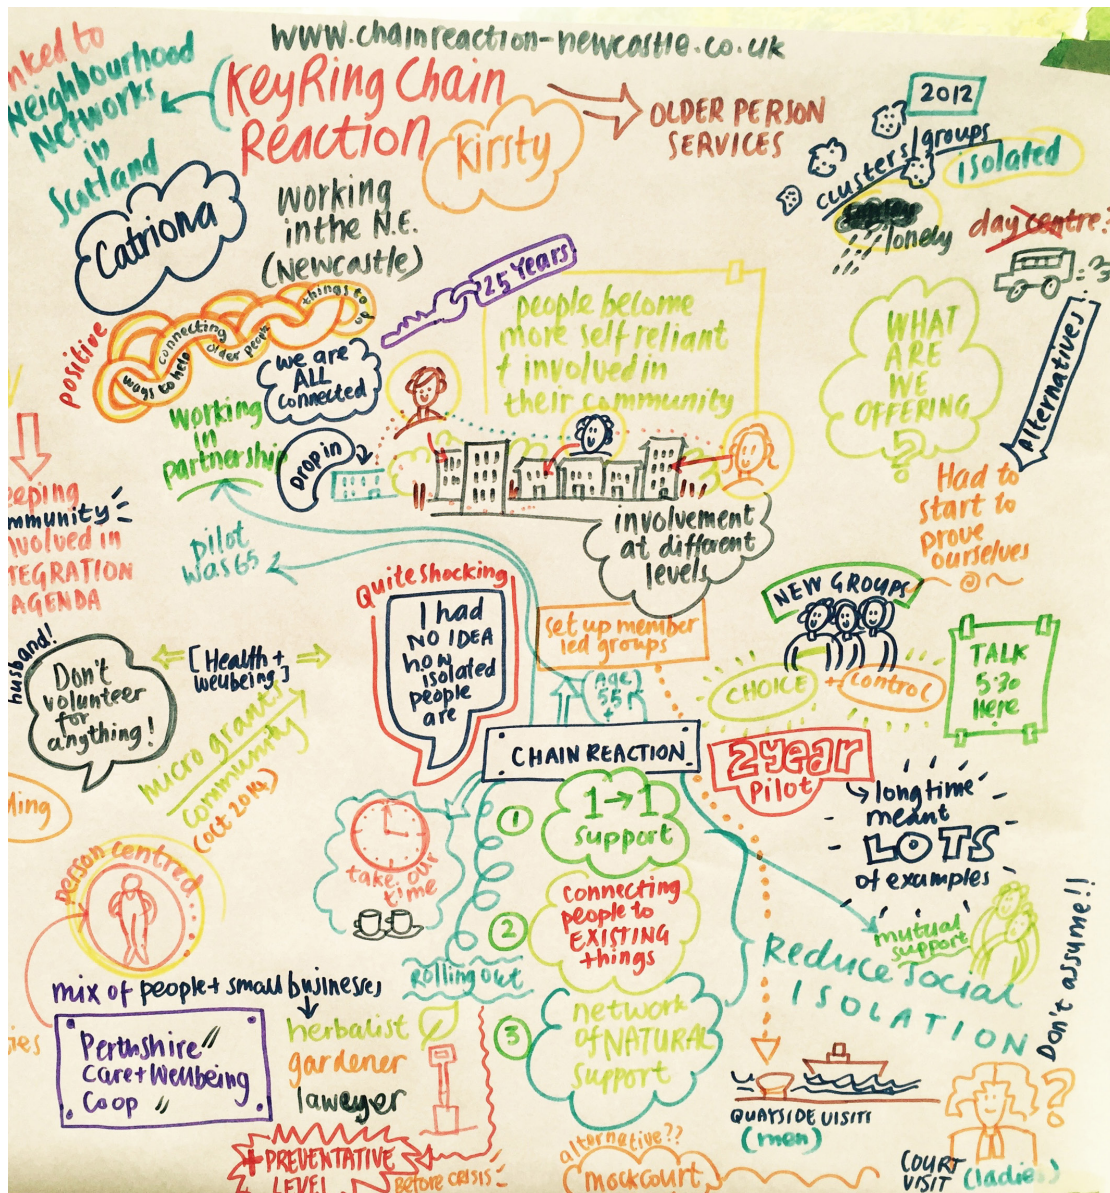 www.chainreaction-newcastle.co.uk
Neighbourhood
Networks
in
Scotland
KeyRing Chain
Reaction
Kirsty
OLDER PERSON
SERVICES
2012
clusters/groups
isolated
lonely
day centre?
Catriona
working
in the N.E.
(Newcastle)
25 Years
positive
ways to help
connecting
older people
things to
do
we are
ALL
connected
people become
more self reliant
+ involved in
their community
WHAT
ARE
WE
OFFERING
?
Alternatives
working
in
partnership
Drop in
involvement
at different
levels
Had to
start to
prove
ourselves
involved in
AGENDA
pilot
was 65
Quite shocking
I had
NO IDEA
how
isolated
people
are
set up member
led groups
(Age
55
+
NEW GROUPS
CHOICE
+ control
TALK
5:30
Here
husband!
Don't
volunteer
for
anything!
[Health +
wellbeing]
micro grants
community
(oct 2014)
CHAIN REACTION
2 year
Pilot
long time
meant
LOTS
of examples
take our
time
1
1→1
support
2
connecting
people to
EXISTING
things
3
network
of NATURAL
support
Rolling out
mutual
support
Reduce Social
ISOLATION
Don't assume!!
person centred
mix of people + small businesses
Perthshire
Care + Wellbeing
Coop
herbalist
gardener
laweyer
+ PREVENTATIVE
LEVEL
Before crisis
alternative??
mock court
QUAYSIDE VISITS
(men)
COURT
VISIT
(ladies)
?